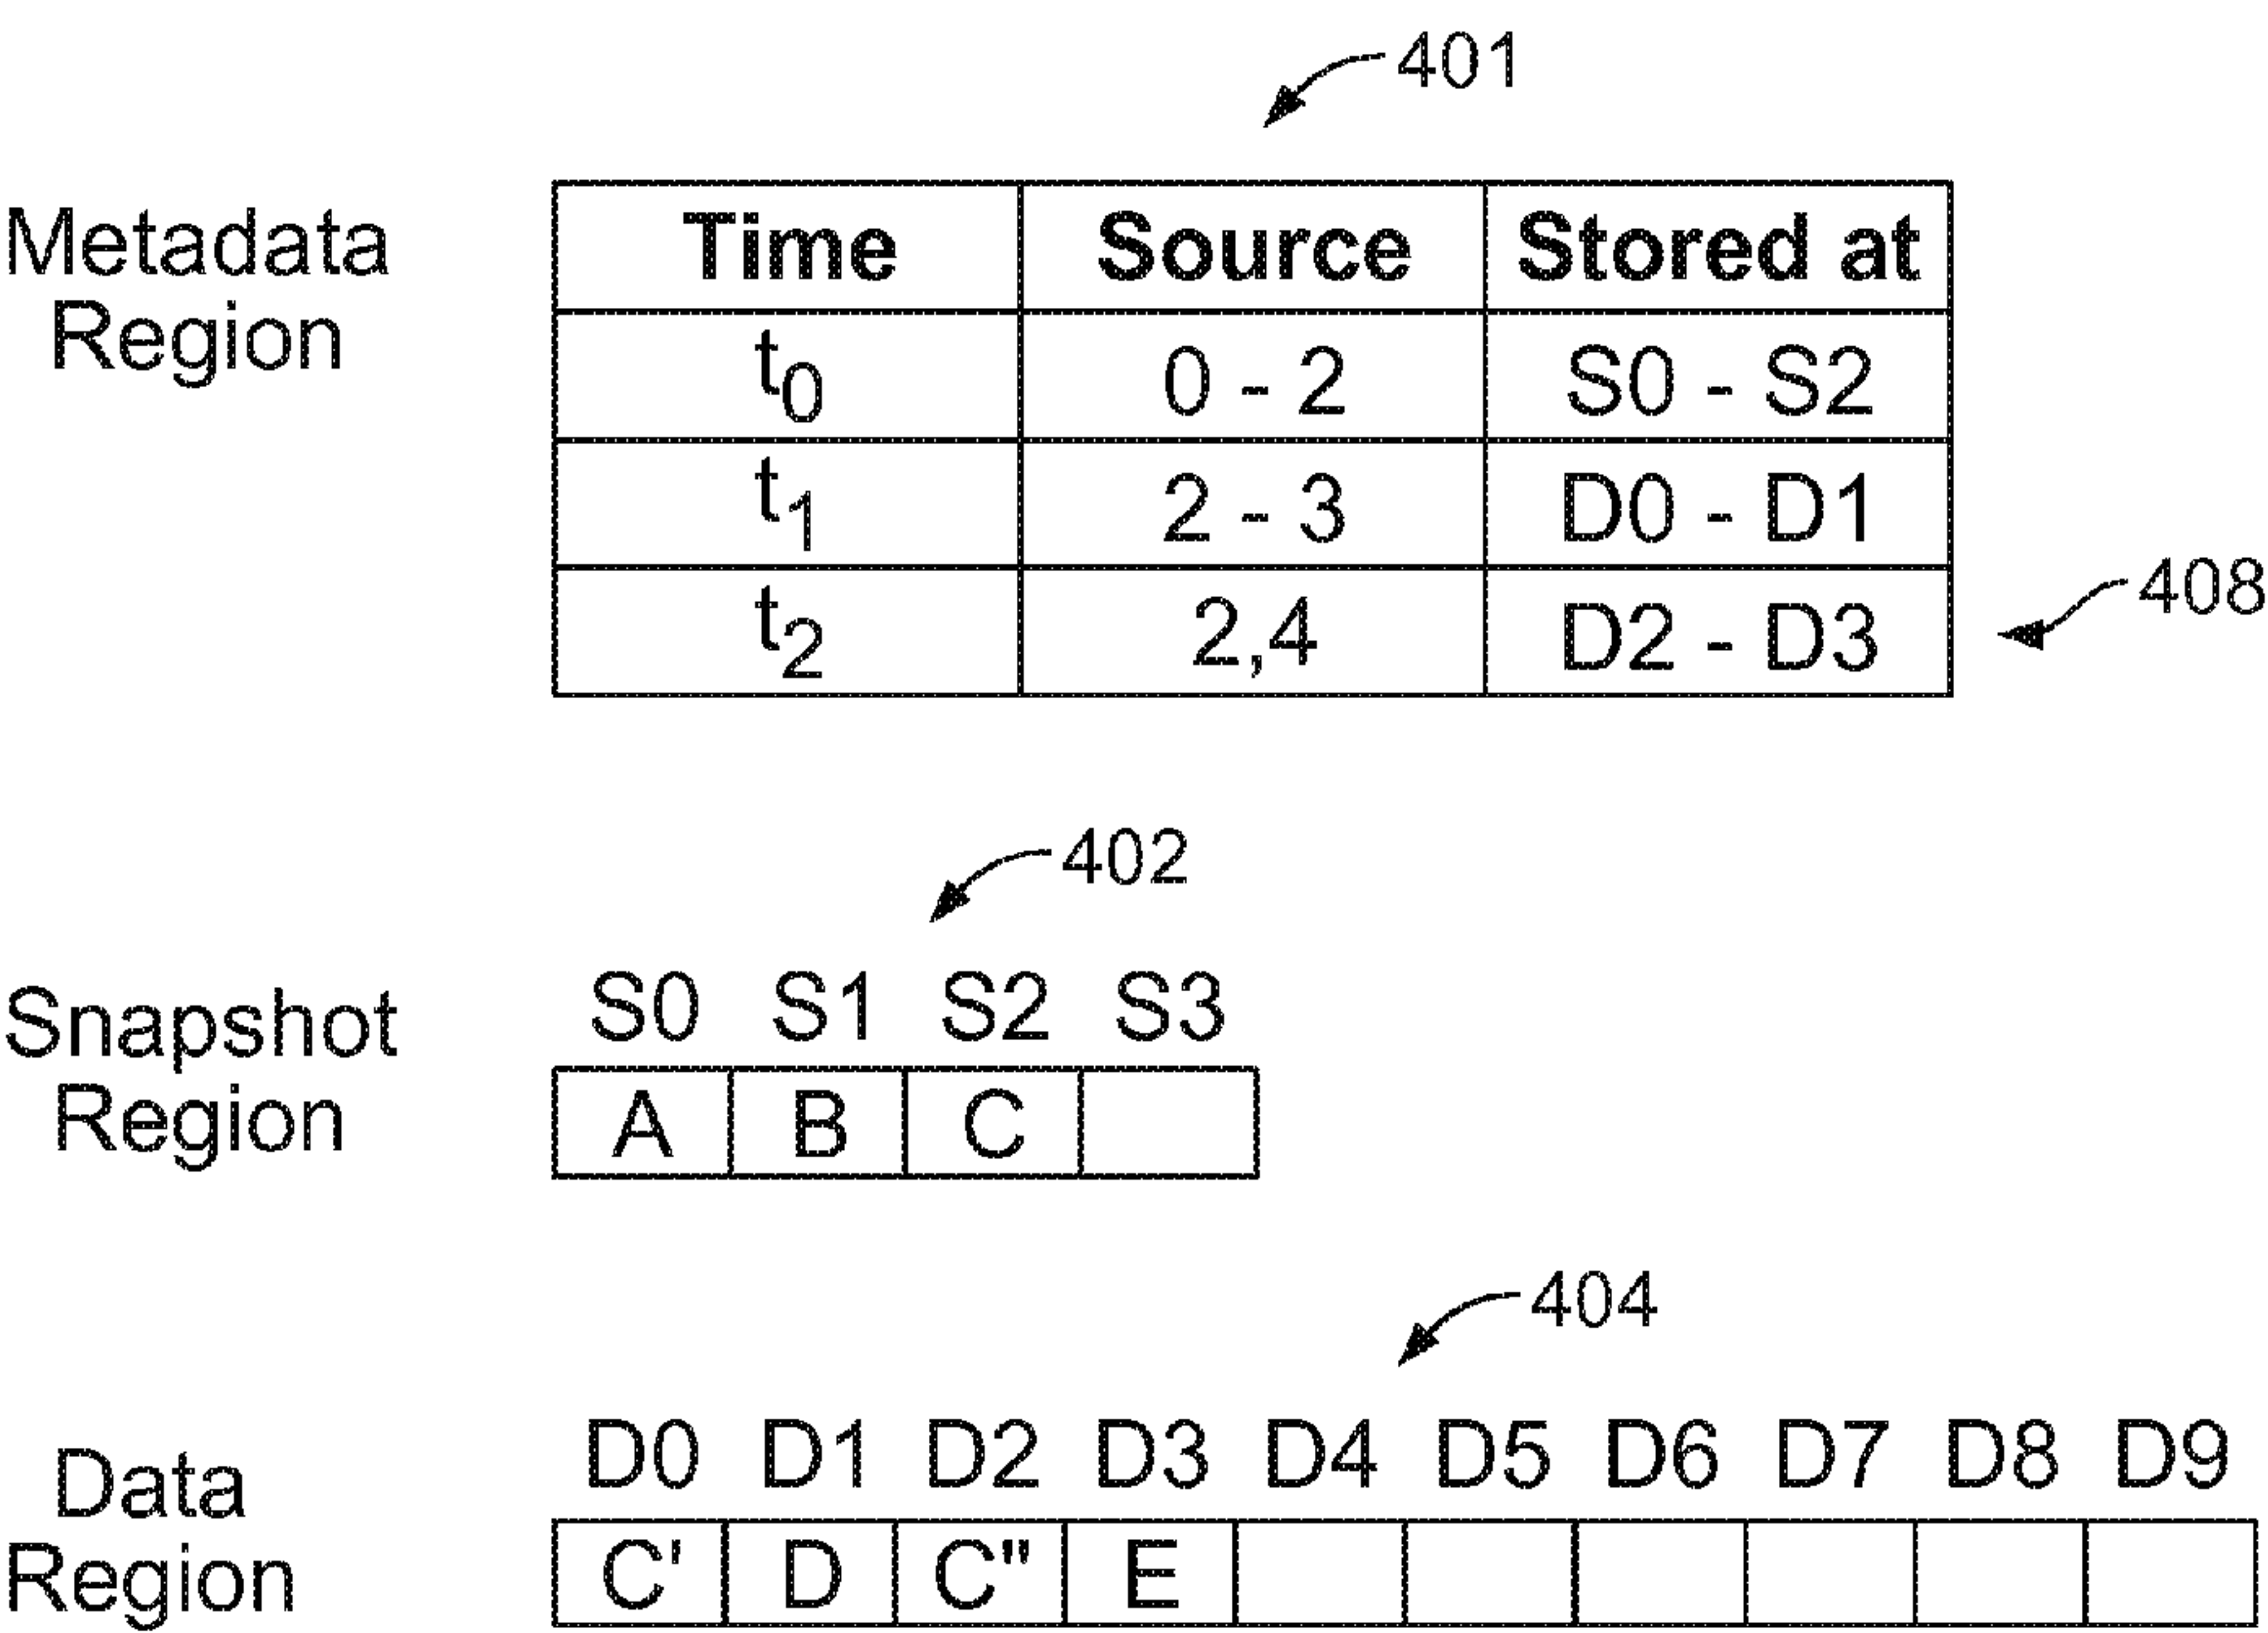 401
Metadata
Region
Time Source Stored at
t0 0 - 2 S0 - S2
t1 2 - 3 D0 - D1
t2 2,4 D2 - D3
408
402
Snapshot
Region
S0 S1 S2 S3
A B C
404
Data
Region
D0 D1 D2 D3 D4 D5 D6 D7 D8 D9
C' D C" E